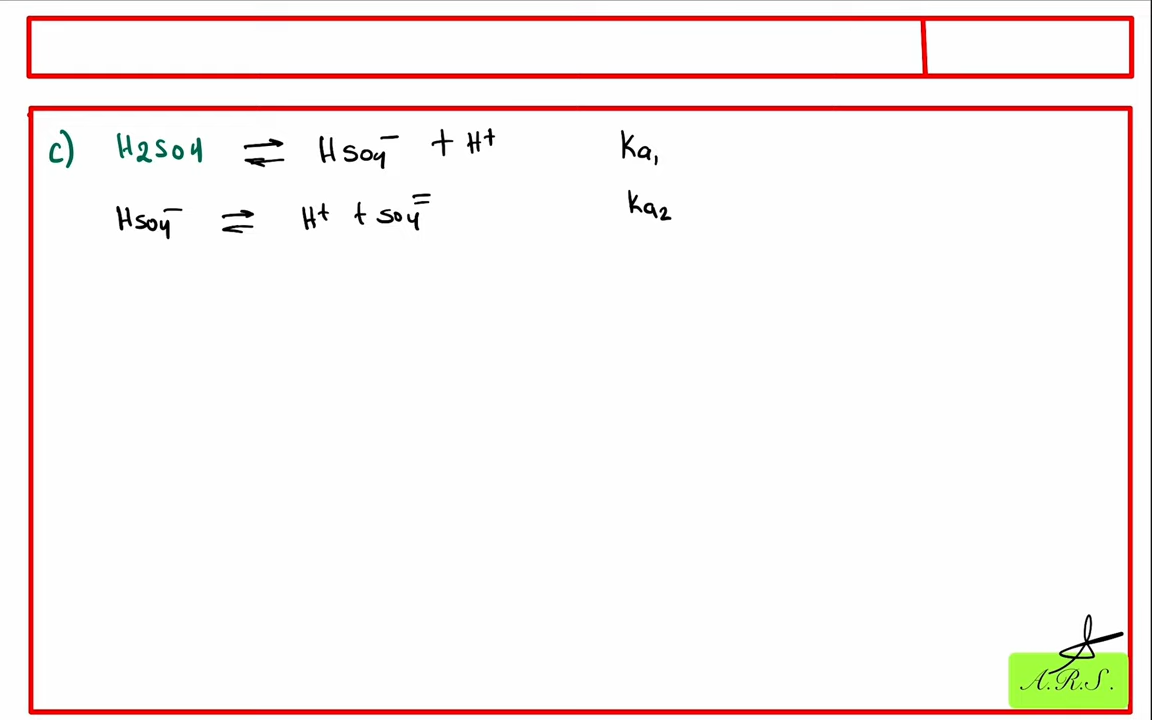 c) H2SO4 ⇌ HSO4⁻ + H⁺ Ka₁
HSO4⁻ ⇌ H⁺ + SO4⁼ Ka₂
A.R.S.